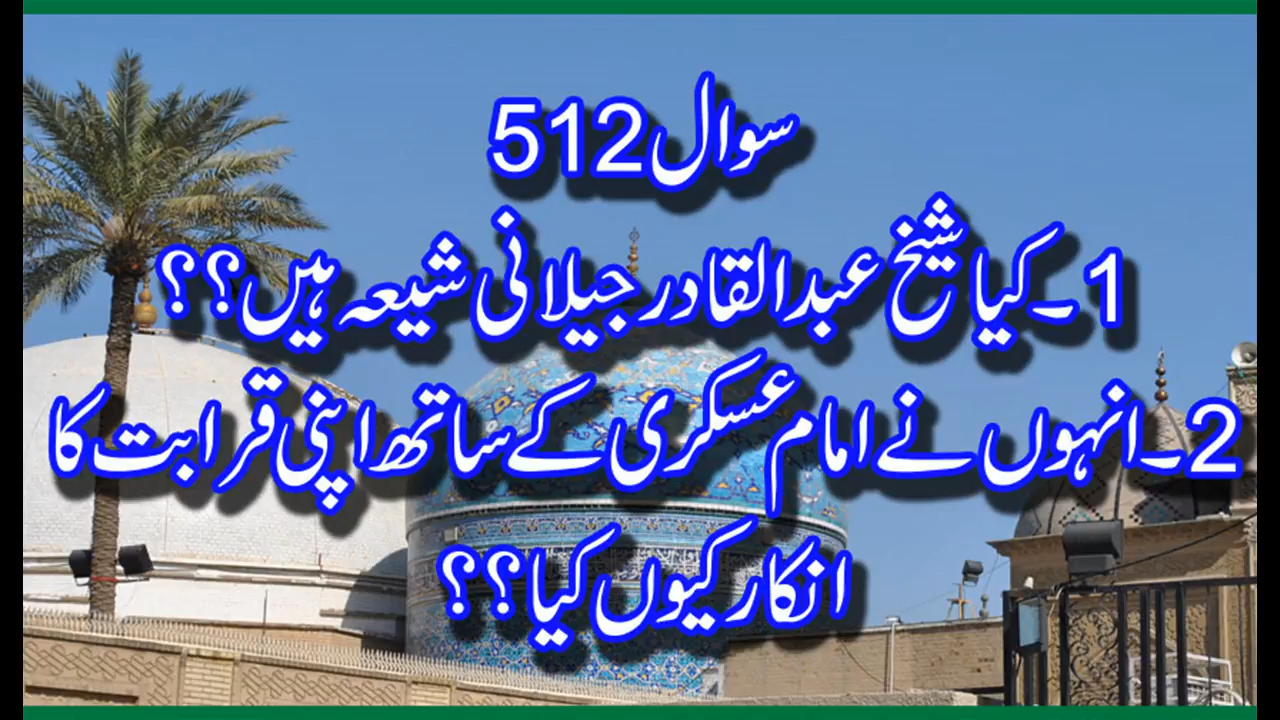 سوال 512
1۔ کیا شیخ عبدالقادر جیلانی شیعہ ہیں؟؟
2۔ انہوں نے امام عسکری کے ساتھ اپنی قرابت کا
انکار کیوں کیا؟؟